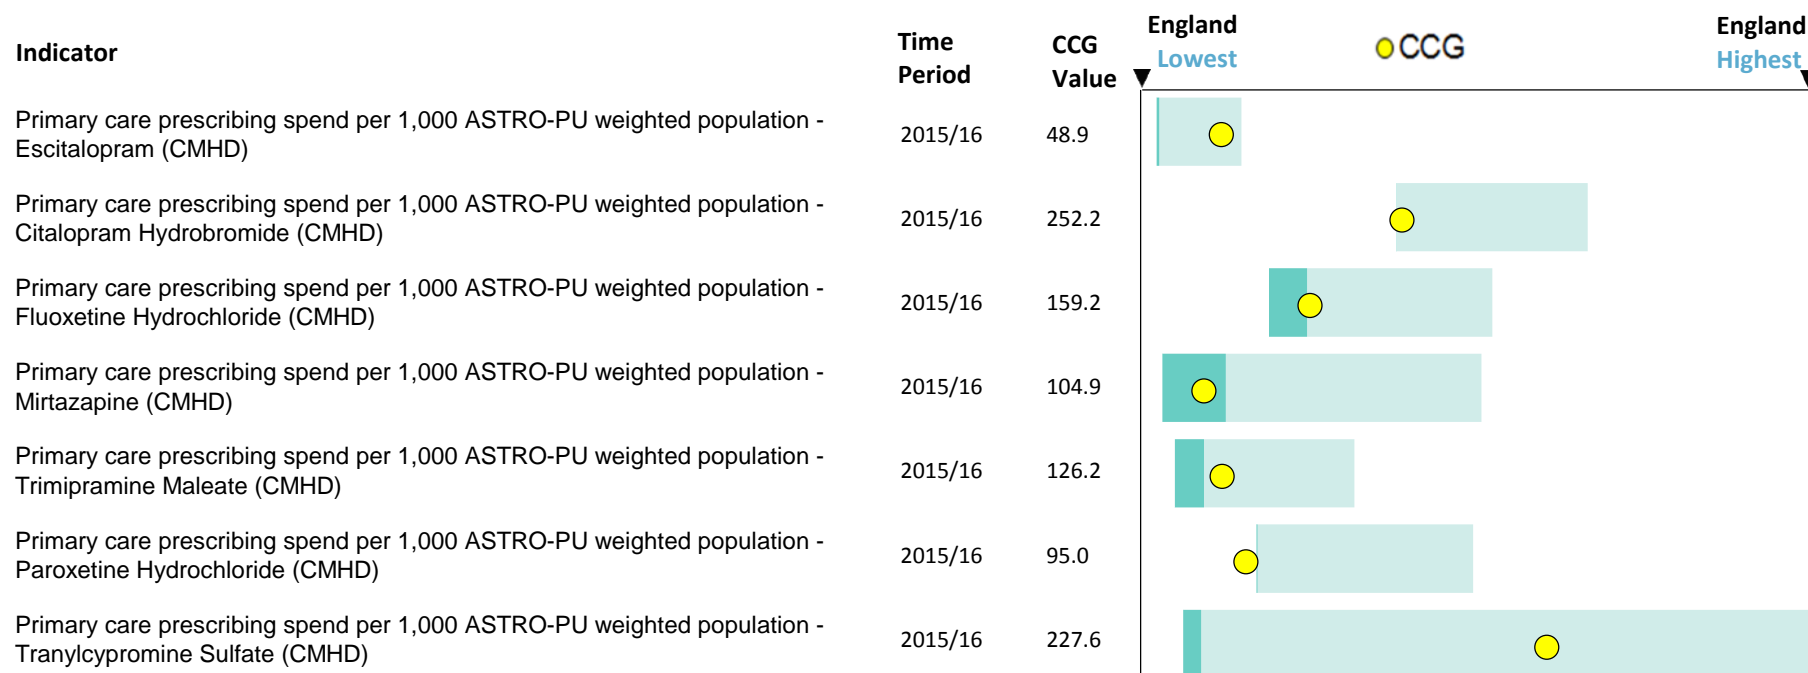 Indicator
Time Period
CCG Value
England Lowest
CCG
England Highest
Primary care prescribing spend per 1,000 ASTRO-PU weighted population -
Escitalopram (CMHD)
2015/16
48.9
Primary care prescribing spend per 1,000 ASTRO-PU weighted population -
Citalopram Hydrobromide (CMHD)
2015/16
252.2
Primary care prescribing spend per 1,000 ASTRO-PU weighted population -
Fluoxetine Hydrochloride (CMHD)
2015/16
159.2
Primary care prescribing spend per 1,000 ASTRO-PU weighted population -
Mirtazapine (CMHD)
2015/16
104.9
Primary care prescribing spend per 1,000 ASTRO-PU weighted population -
Trimipramine Maleate (CMHD)
2015/16
126.2
Primary care prescribing spend per 1,000 ASTRO-PU weighted population -
Paroxetine Hydrochloride (CMHD)
2015/16
95.0
Primary care prescribing spend per 1,000 ASTRO-PU weighted population -
Tranylcypromine Sulfate (CMHD)
2015/16
227.6